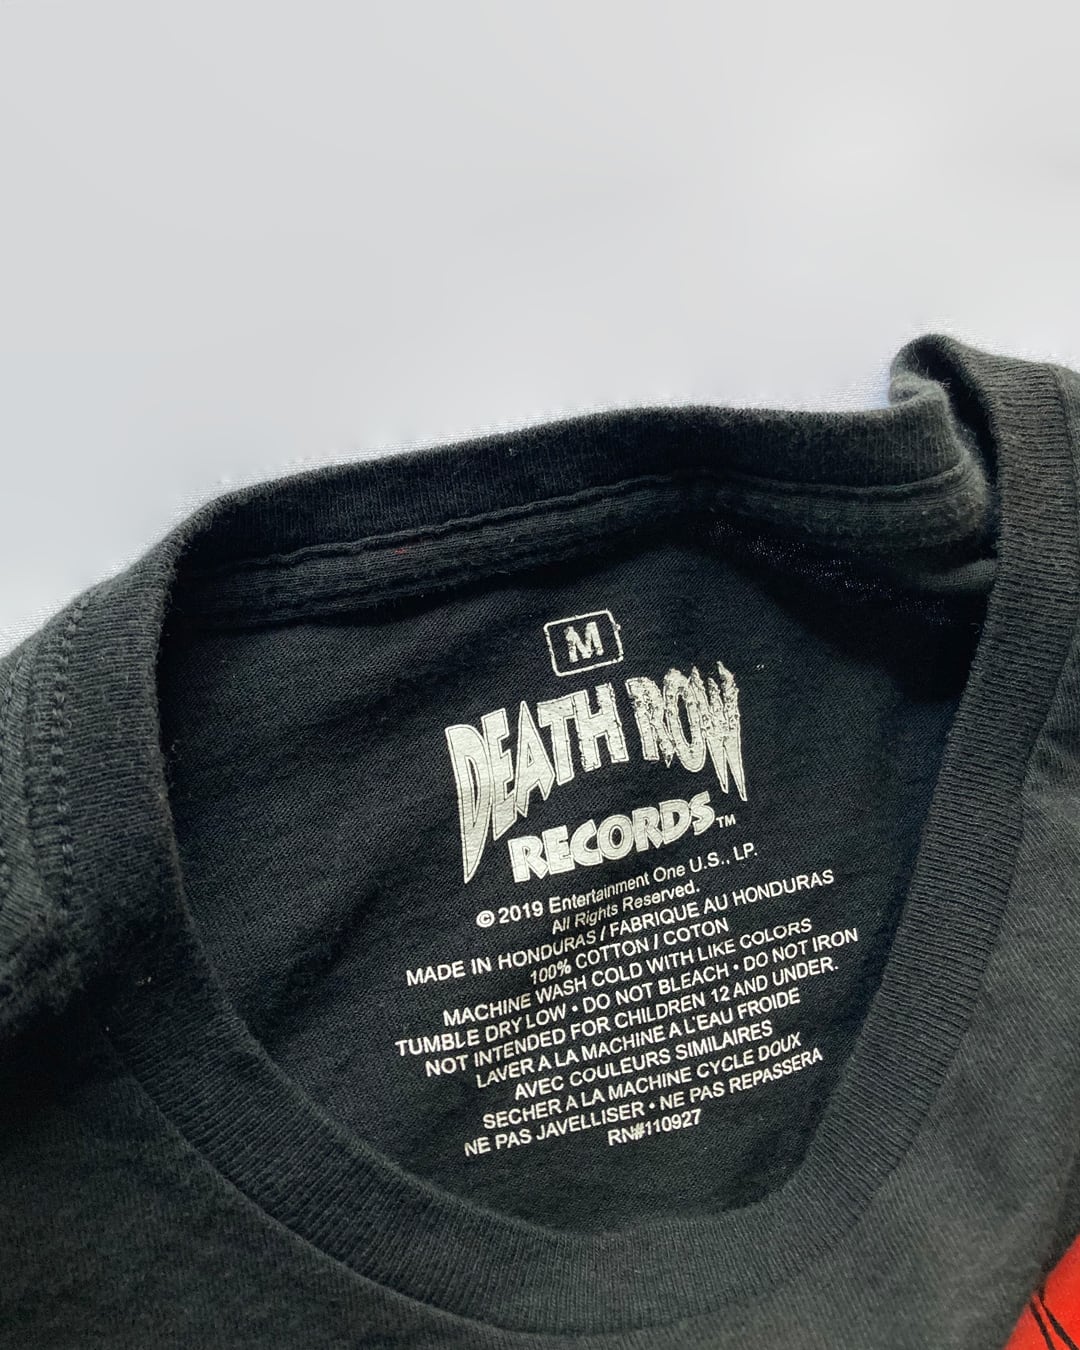 M
DEATH ROW
RECORDS™
© 2019 Entertainment One U.S., LP.
All Rights Reserved.
MADE IN HONDURAS / FABRIQUE AU HONDURAS
100% COTTON / COTON
MACHINE WASH COLD WITH LIKE COLORS
TUMBLE DRY LOW • DO NOT BLEACH • DO NOT IRON
NOT INTENDED FOR CHILDREN 12 AND UNDER.
LAVER A LA MACHINE A L'EAU FROIDE
AVEC COULEURS SIMILAIRES
SECHER A LA MACHINE CYCLE DOUX
NE PAS JAVELLISER • NE PAS REPASSERA
RN#110927